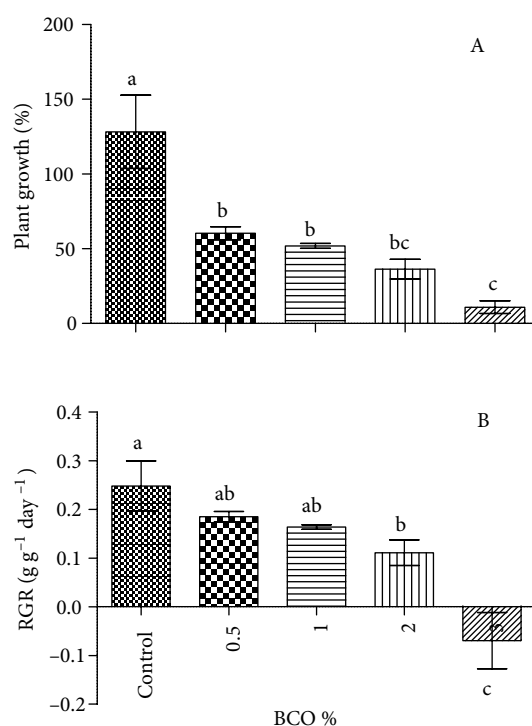 200
A
a
150
Plant growth (%)
100
b
b
50
bc
c
0
0.4
B
a
0.3
ab
ab
0.2
b
RGR (g g⁻¹ day ⁻¹)
0.1
0.0
Control
0.5
1
2
−0.1
−0.2
c
BCO %